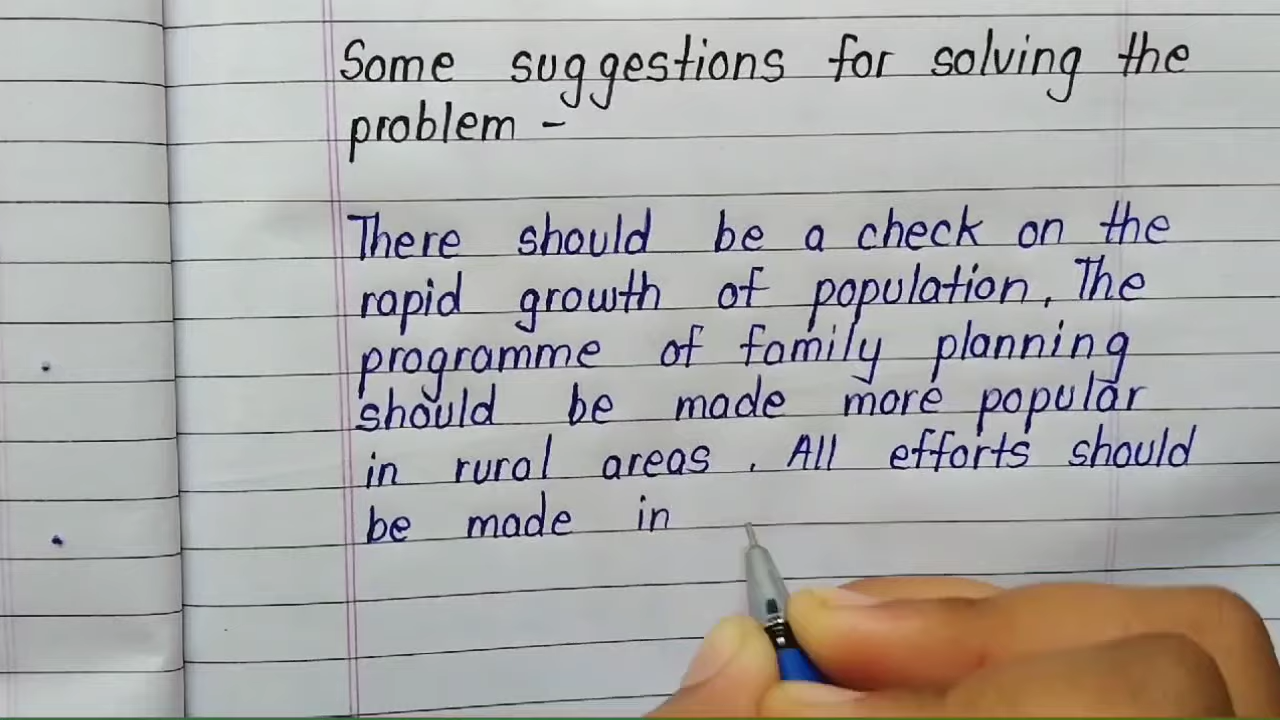 Some suggestions for solving the
problem -
There should be a check on the
rapid growth of population. The
programme of family planning
should be made more popular
in rural areas. All efforts should
be made in